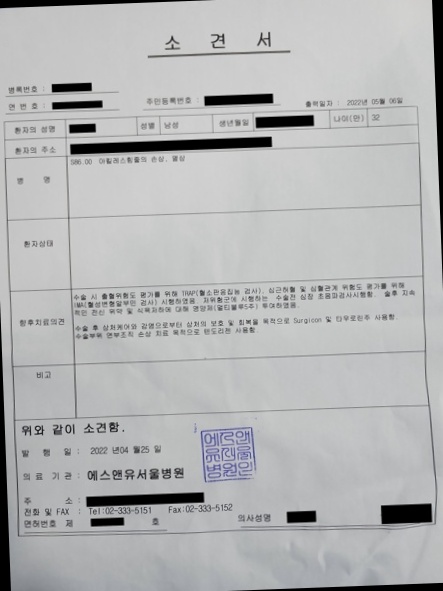 소 견 서
병록번호 :
연 번 호 :
주민등록번호 :
출력일자 : 2022년 05월 06일
환자의 성명
성별 남성
생년월일
나이(만) 32
환자의 주소
병 명
S86.00 아킬레스힘줄의 손상, 열상
환자상태
향후치료의견
수술 시 출혈위험도 평가를 위해 TRAP(혈소판응집능 검사), 심근허혈 및 심혈관계 위험도 평가를 위해
IMA(혈성변형알부민 검사) 시행하였음. 저위험군에 시행하는 수술전 심장 초음파검사시행함. 술후 지속
적인 전신 위약 및 식욕저하에 대해 영양제(멀티블루5주) 투여하였음.
수술 후 상처케어와 감염으로부터 상처의 보호 및 회복을 목적으로 Surgicon 및 타우로린주 사용함.
수술부위 연부조직 손상 치료 목적으로 텐도리젠 사용함.
비고
위와 같이 소견함.
발 행 일 : 2022 년04 월25 일
의료 기관 : 에스앤유서울병원
에스앤
유서울
병원인
주 소 :
전화 및 FAX : Tel:02-333-5151 Fax:02-333-5152
면허번호 제 호
의사성명